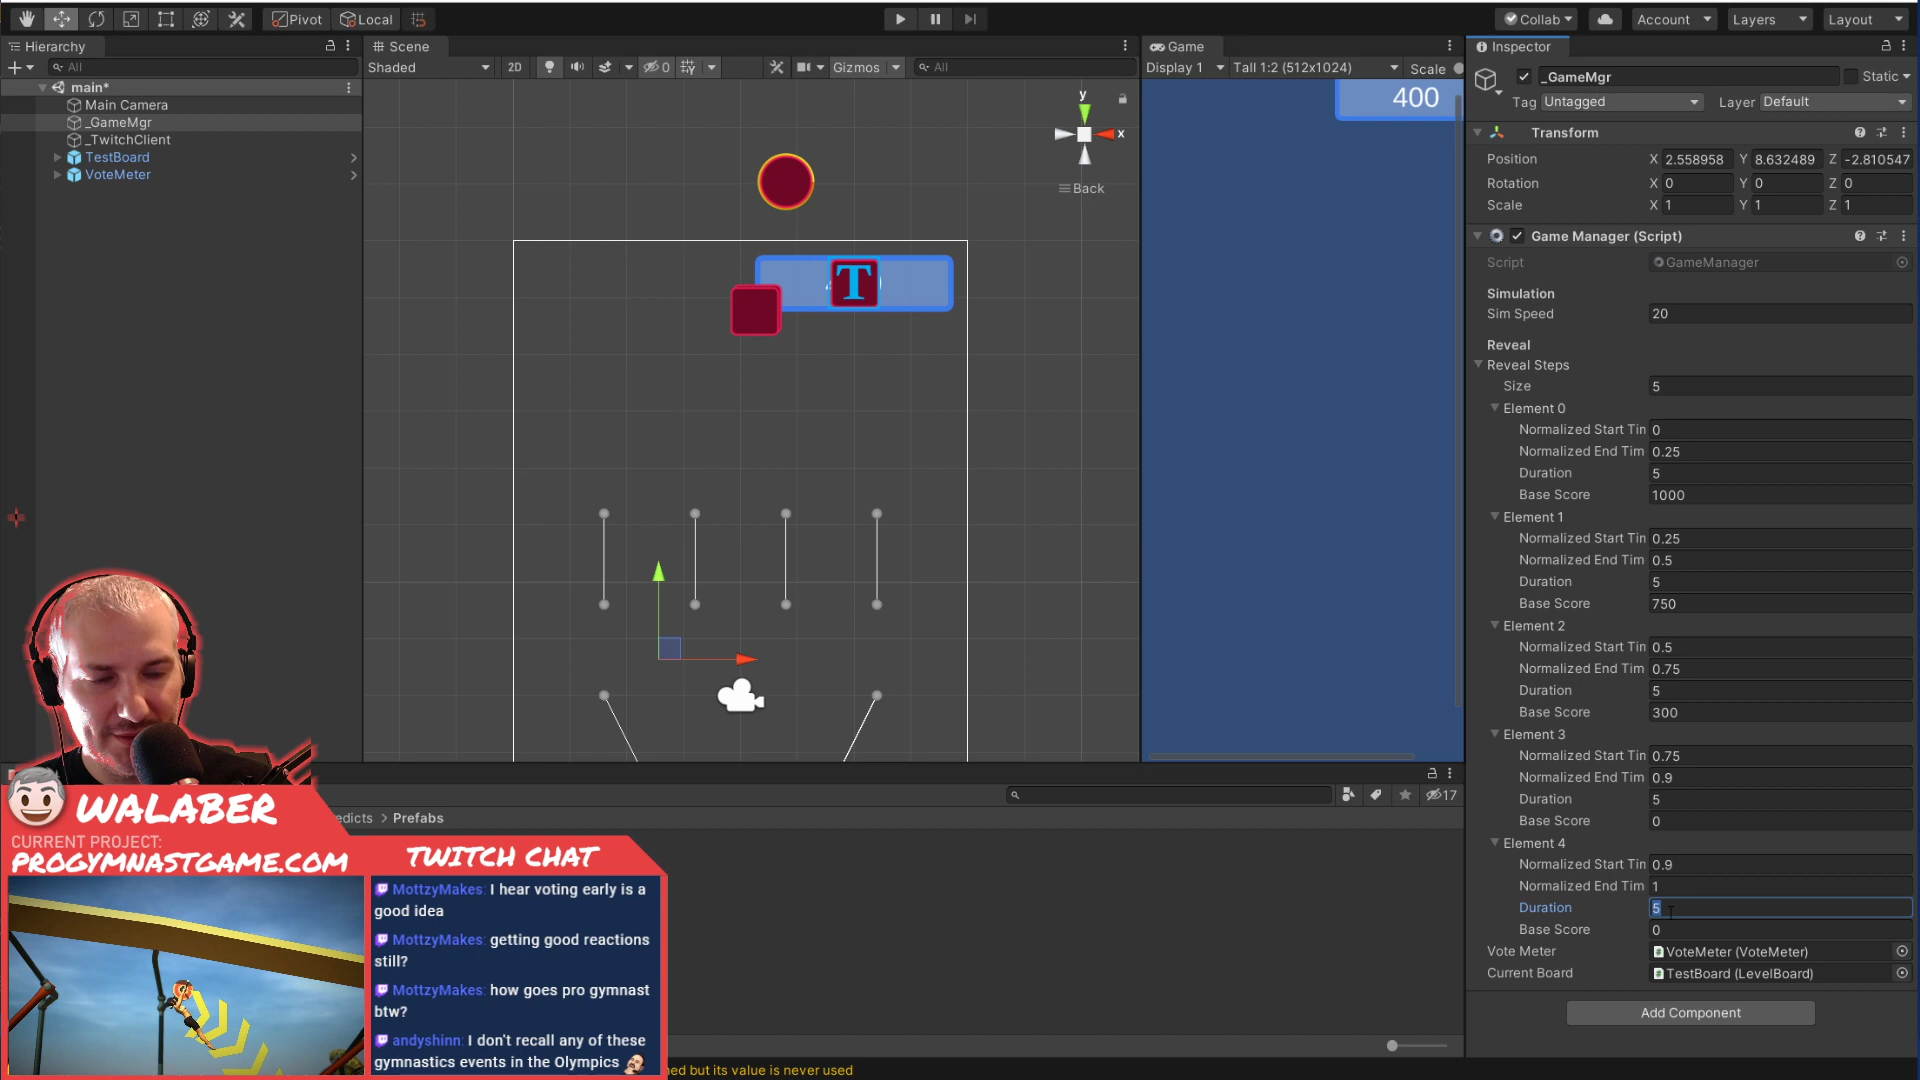 Pivot
Local
Collab
Account
Layers
Layout
Hierarchy
All
main*
Main Camera
_GameMgr
_TwitchClient
TestBoard
VoteMeter
Scene
Shaded
2D
0
Gizmos
All
y
x
Back
T
Game
Display 1
Tall 1:2 (512x1024)
Scale
400
Inspector
_GameMgr
Static
Tag Untagged
Layer Default
Transform
Position X 2.558958 Y 8.632489 Z -2.810547
Rotation X 0 Y 0 Z 0
Scale X 1 Y 1 Z 1
Game Manager (Script)
Script GameManager
Simulation
Sim Speed 20
Reveal
Reveal Steps
Size 5
Element 0
Normalized Start Tin 0
Normalized End Tim 0.25
Duration 5
Base Score 1000
Element 1
Normalized Start Tin 0.25
Normalized End Tim 0.5
Duration 5
Base Score 750
Element 2
Normalized Start Tin 0.5
Normalized End Tim 0.75
Duration 5
Base Score 300
Element 3
Normalized Start Tin 0.75
Normalized End Tim 0.9
Duration 5
Base Score 0
Element 4
Normalized Start Tin 0.9
Normalized End Tim 1
Duration 5
Base Score 0
Vote Meter VoteMeter (VoteMeter)
Current Board TestBoard (LevelBoard)
Add Component
17
edicts > Prefabs
WALABER
CURRENT PROJECT:
PROGYMNASTGAME.COM
TWITCH CHAT
MottzyMakes: I hear voting early is a
good idea
MottzyMakes: getting good reactions
still?
MottzyMakes: how goes pro gymnast
btw?
andyshinn: I don't recall any of these
gymnastics events in the Olympics
ned but its value is never used